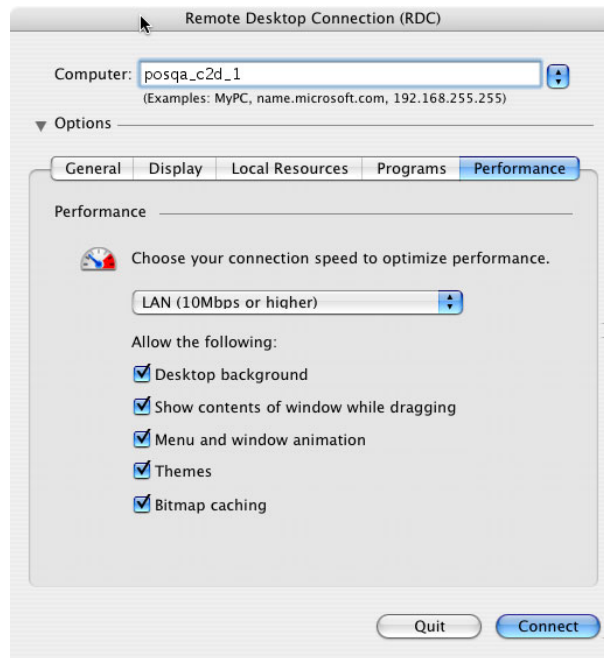 Remote Desktop Connection (RDC)
Computer: posqa_c2d_1
(Examples: MyPC, name.microsoft.com, 192.168.255.255)
Options
General Display Local Resources Programs Performance
Performance
Choose your connection speed to optimize performance.
LAN (10Mbps or higher)
Allow the following:
Desktop background
Show contents of window while dragging
Menu and window animation
Themes
Bitmap caching
Quit Connect